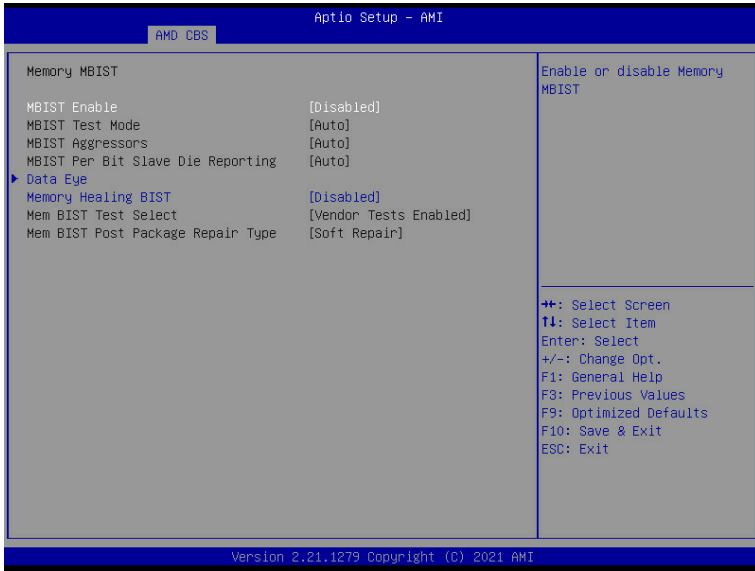 Aptio Setup – AMI
AMD CBS
Memory MBIST
MBIST Enable [Disabled]
MBIST Test Mode [Auto]
MBIST Aggressors [Auto]
MBIST Per Bit Slave Die Reporting [Auto]
Data Eye
Memory Healing BIST [Disabled]
Mem BIST Test Select [Vendor Tests Enabled]
Mem BIST Post Package Repair Type [Soft Repair]
Enable or disable Memory
MBIST
→←: Select Screen
↑↓: Select Item
Enter: Select
+/-: Change Opt.
F1: General Help
F3: Previous Values
F9: Optimized Defaults
F10: Save & Exit
ESC: Exit
Version 2.21.1279 Copyright (C) 2021 AMI